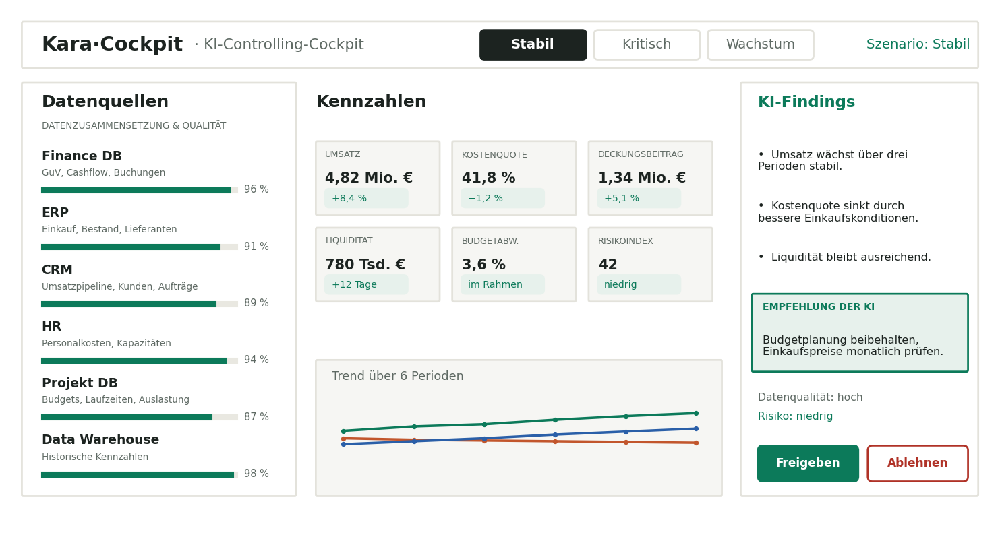 Kara·Cockpit · KI-Controlling-Cockpit
Stabil
Kritisch
Wachstum
Szenario: Stabil
Datenquellen
DATENZUSAMMENSETZUNG & QUALITÄT
Finance DB
GuV, Cashflow, Buchungen
96 %
ERP
Einkauf, Bestand, Lieferanten
91 %
CRM
Umsatzpipeline, Kunden, Aufträge
89 %
HR
Personalkosten, Kapazitäten
94 %
Projekt DB
Budgets, Laufzeiten, Auslastung
87 %
Data Warehouse
Historische Kennzahlen
98 %
Kennzahlen
UMSATZ
4,82 Mio. €
+8,4 %
KOSTENQUOTE
41,8 %
−1,2 %
DECKUNGSBEITRAG
1,34 Mio. €
+5,1 %
LIQUIDITÄT
780 Tsd. €
+12 Tage
BUDGETABW.
3,6 %
im Rahmen
RISIKOINDEX
42
niedrig
Trend über 6 Perioden
KI-Findings
• Umsatz wächst über drei
Perioden stabil.
• Kostenquote sinkt durch
bessere Einkaufskonditionen.
• Liquidität bleibt ausreichend.
EMPFEHLUNG DER KI
Budgetplanung beibehalten,
Einkaufspreise monatlich prüfen.
Datenqualität: hoch
Risiko: niedrig
Freigeben
Ablehnen